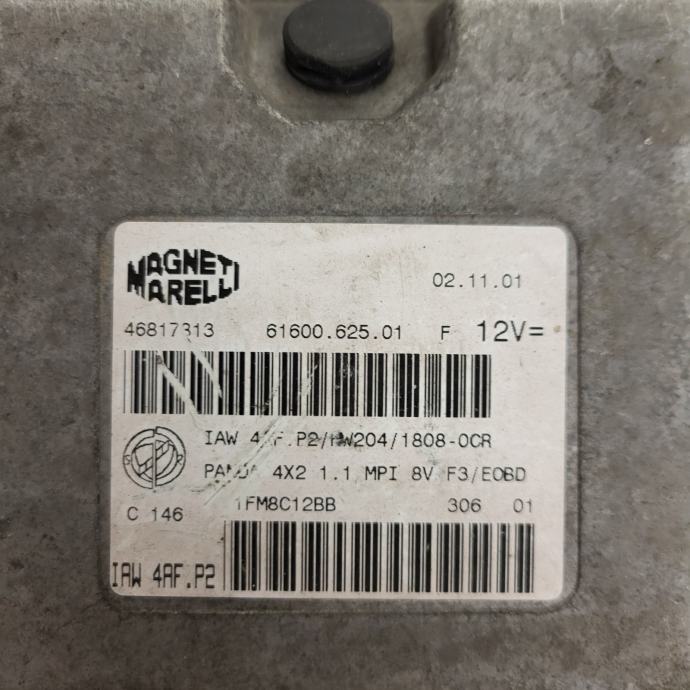 MAGNETI
MARELLI
02.11.01
46817313 61600.625.01 F 12V=
IAW 4AF.P2/HW204/1808-0CR
PANDA 4X2 1.1 MPI 8V F3/EOBD
C 146 1FM8C12BB 306 01
IAW 4AF.P2